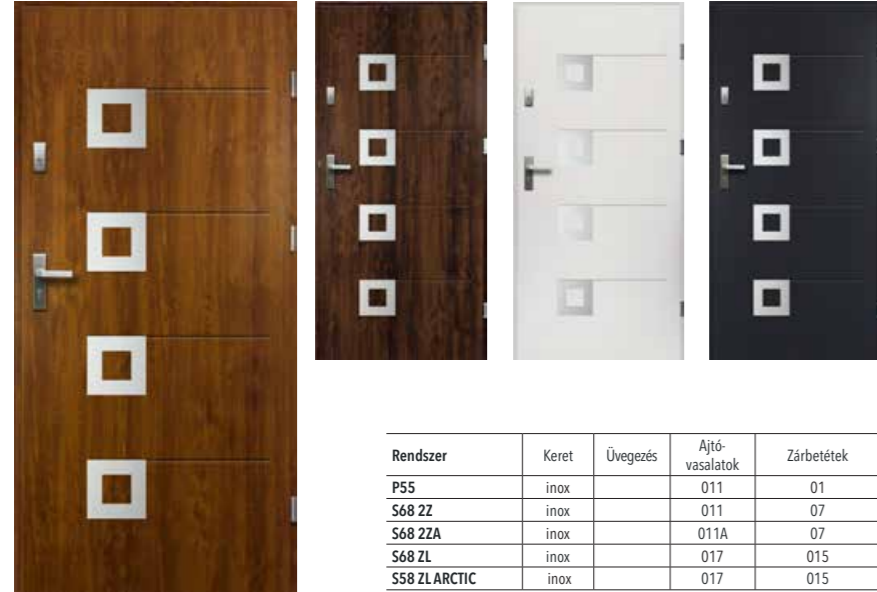 Rendszer Keret Üvegezés Ajtó-vasalatok Zárbetétek
P55 inox 011 01
S68 2Z inox 011 07
S68 2ZA inox 011A 07
S68 ZL inox 017 015
S58 ZL ARCTIC inox 017 015